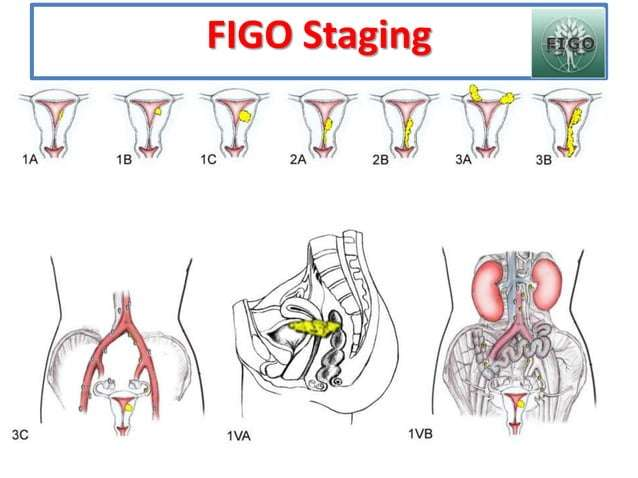 FIGO Staging
FIGO
1A 1B 1C 2A 2B 3A 3B
3C 1VA 1VB